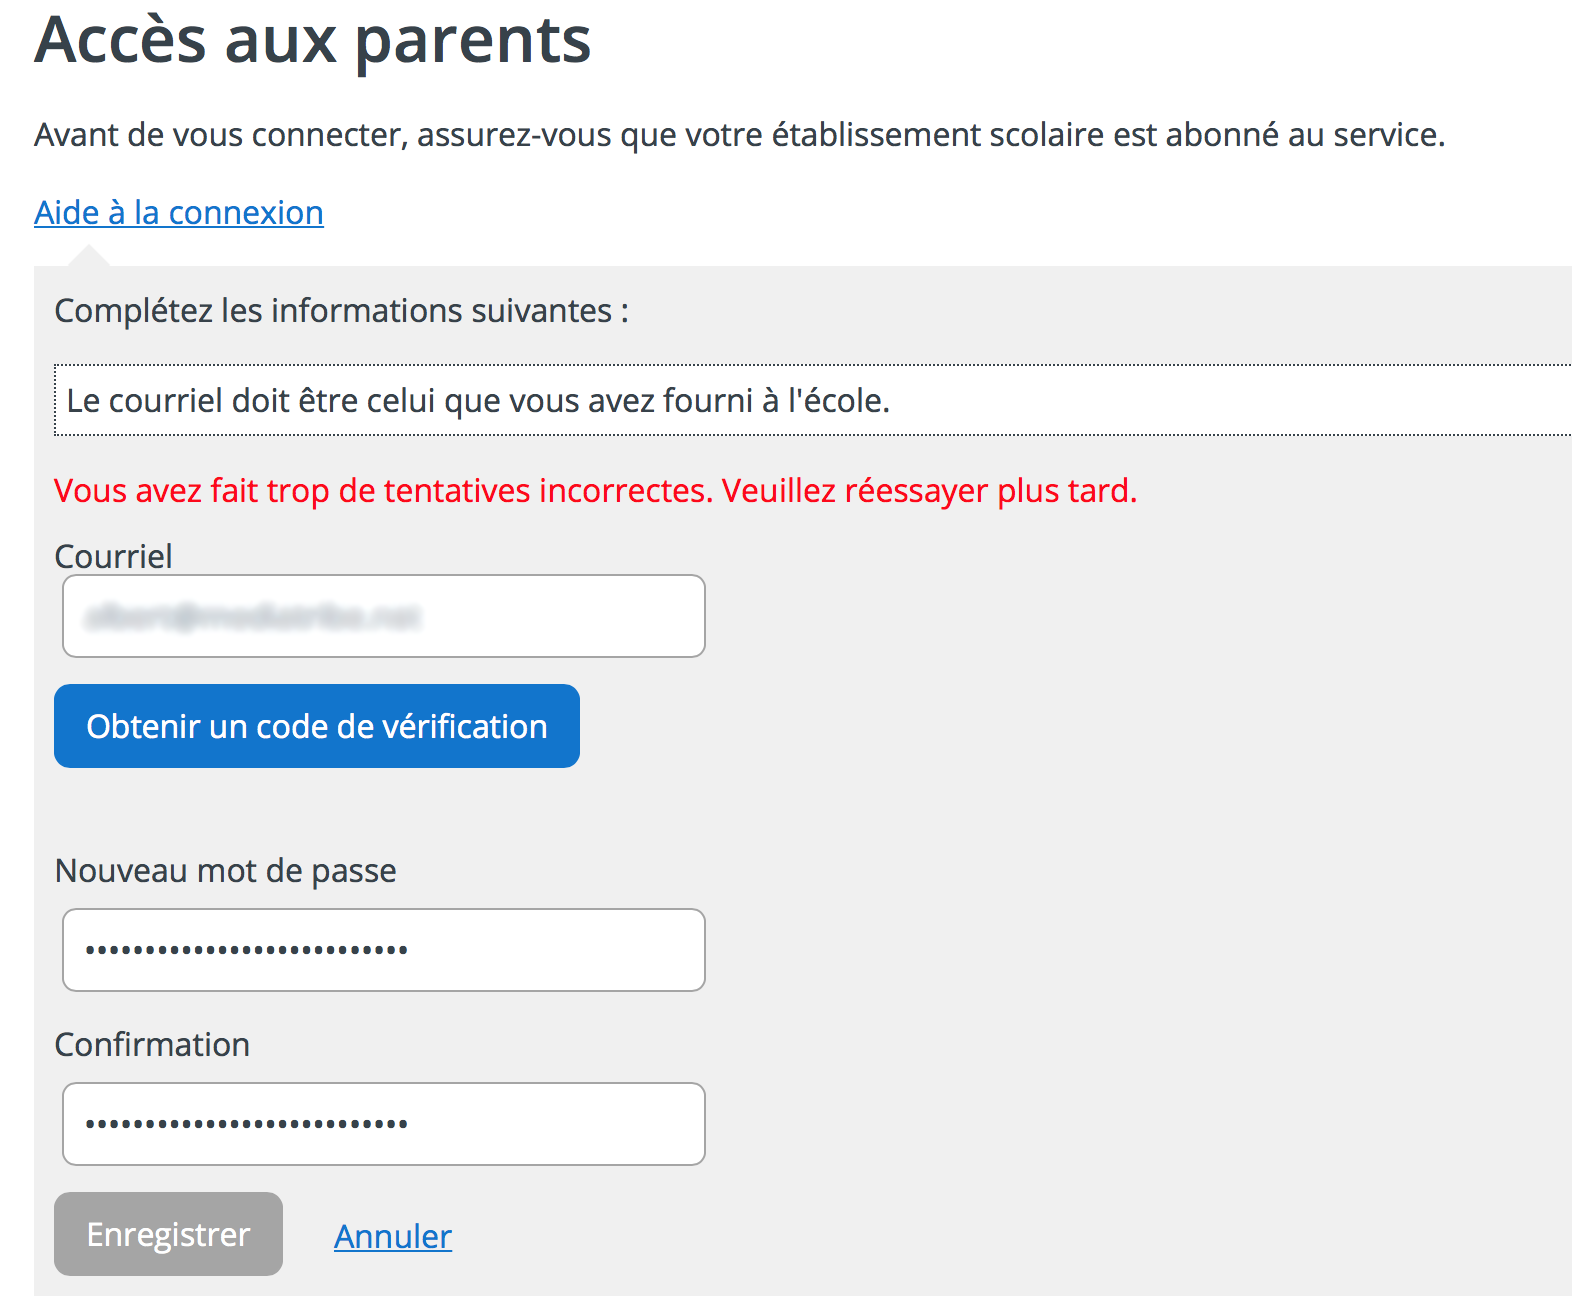 Accès aux parents
Avant de vous connecter, assurez-vous que votre établissement scolaire est abonné au service.
Aide à la connexion
Complétez les informations suivantes :
Le courriel doit être celui que vous avez fourni à l'école.
Vous avez fait trop de tentatives incorrectes. Veuillez réessayer plus tard.
Courriel
Obtenir un code de vérification
Nouveau mot de passe
•••••••••••••••••••••••••••
Confirmation
•••••••••••••••••••••••••••
Enregistrer Annuler